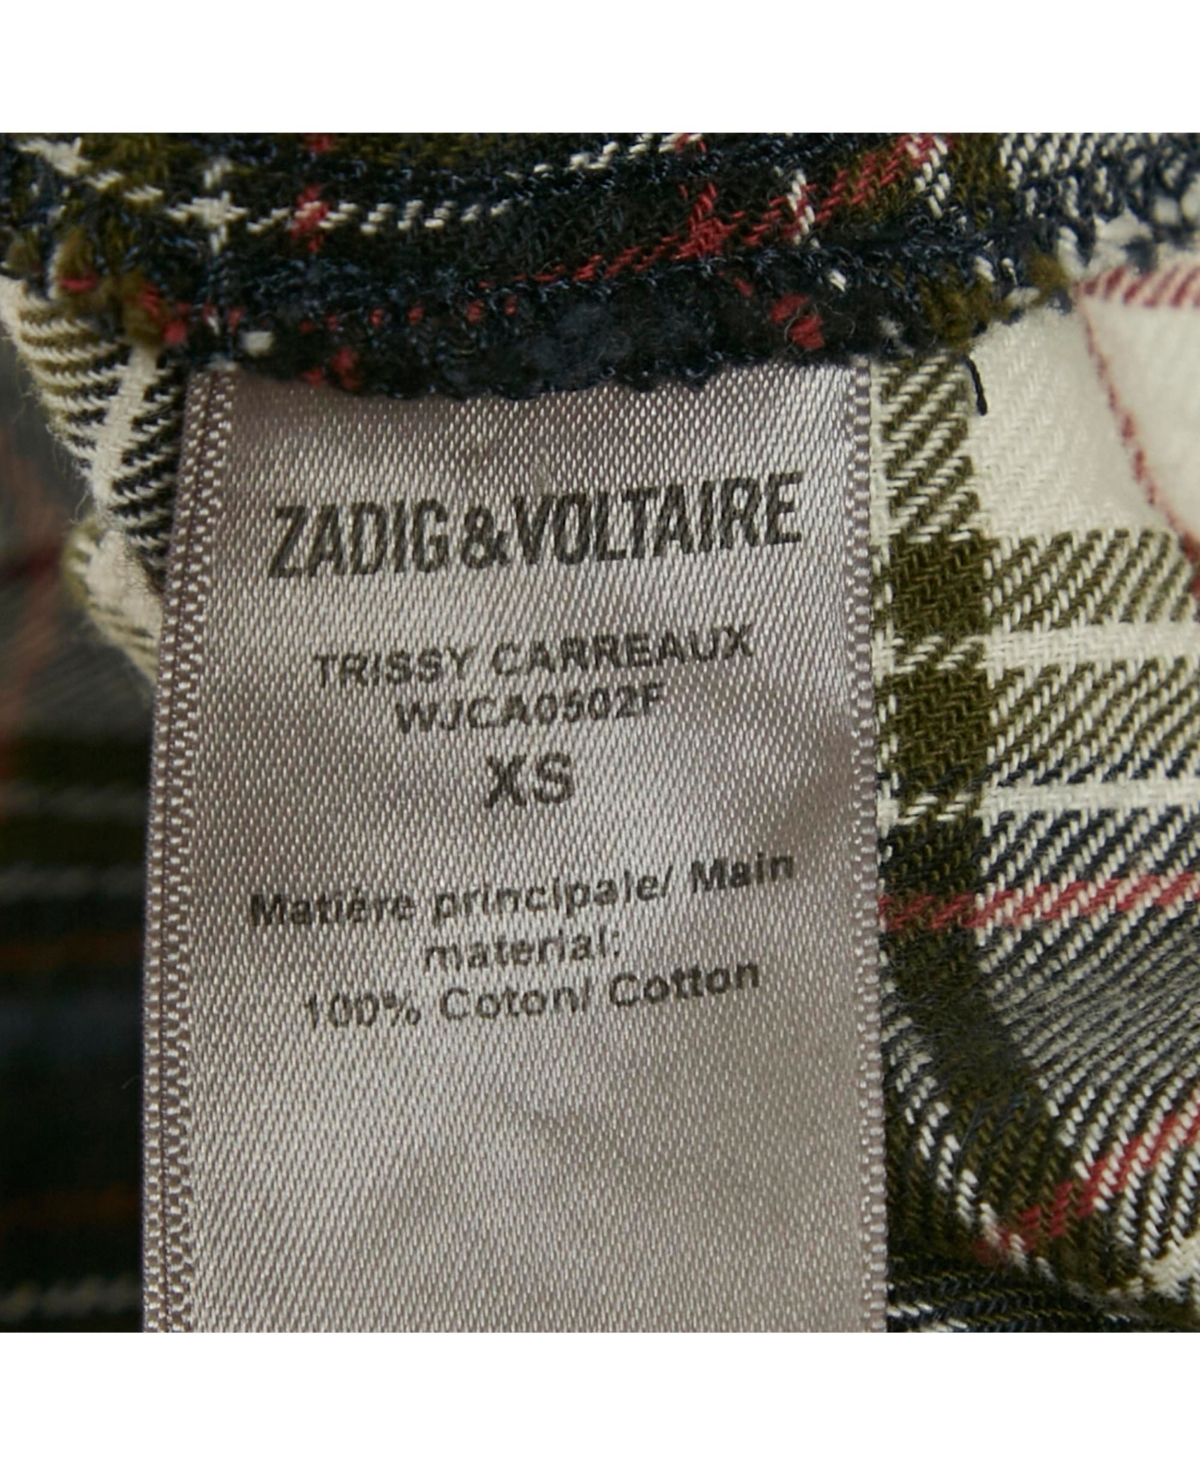 ZADIG&VOLTAIRE
TRISSY CARREAUX
WJCA0502F
XS
Matière principale/ Main
material:
100% Coton/ Cotton